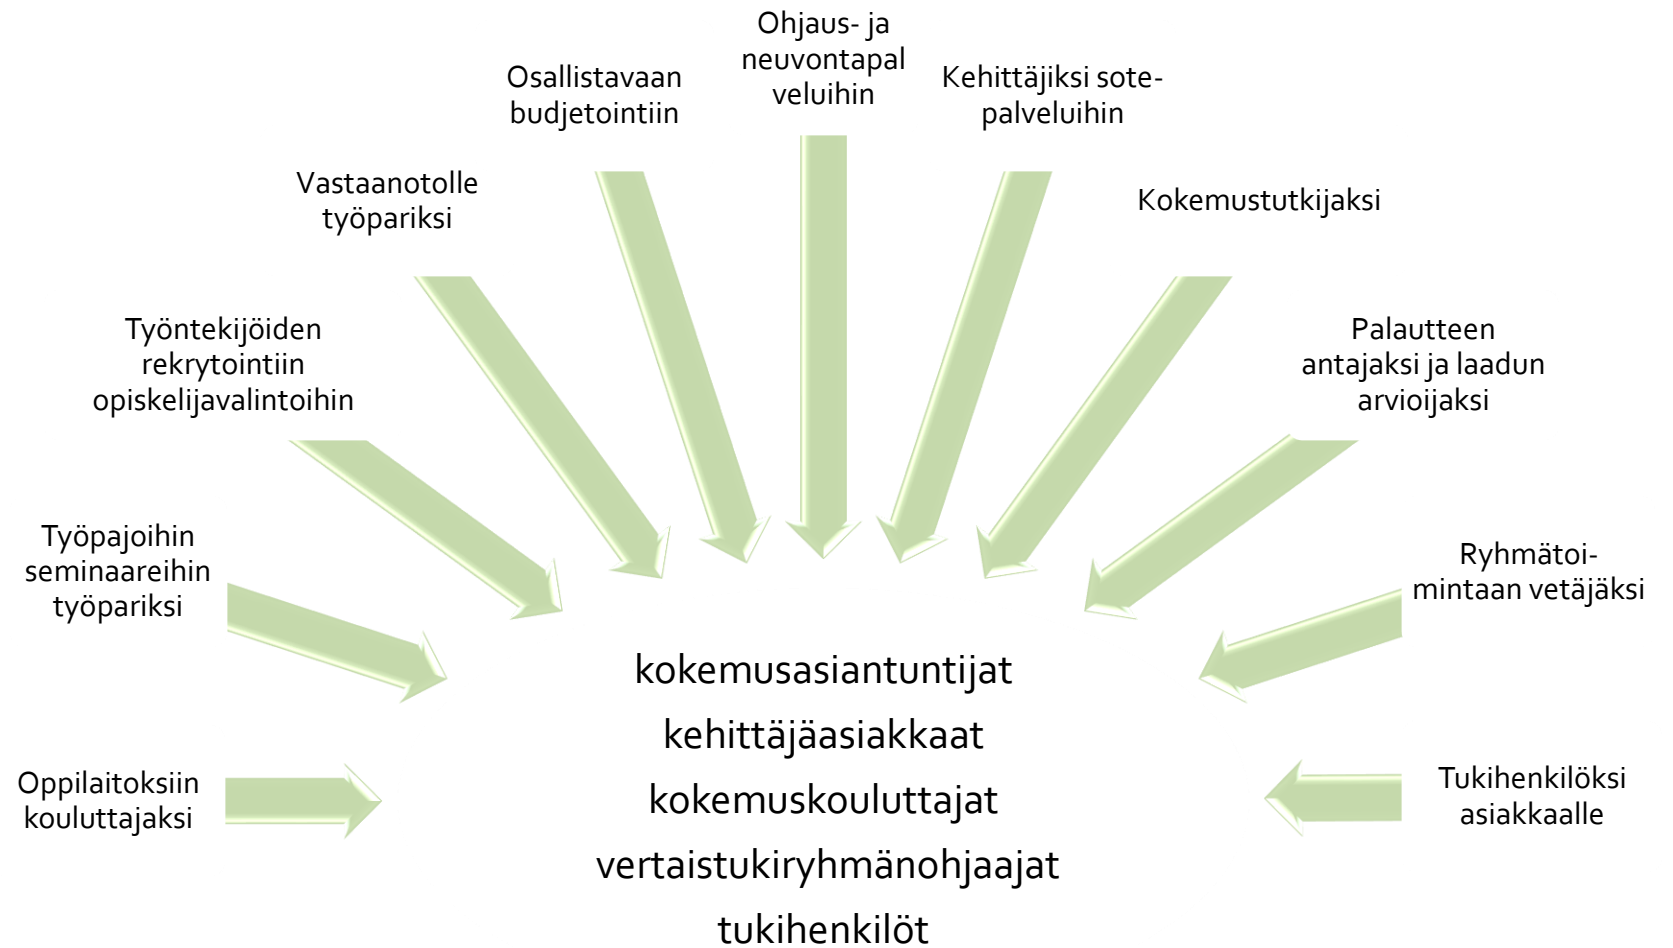 Ohjaus- ja
neuvontapal
veluihin
Osallistavaan
budjetointiin
Kehittäjiksi sote-
palveluihin
Vastaanotolle
työpariksi
Kokemustutkijaksi
Työntekijöiden
rekrytointiin
opiskelijavalintoihin
Palautteen
antajaksi ja laadun
arvioijaksi
Työpajoihin
seminaareihin
työpariksi
Ryhmätoi-
mintaan vetäjäksi
Oppilaitoksiin
kouluttajaksi
Tukihenkilöksi
asiakkaalle
kokemusasiantuntijat
kehittäjäasiakkaat
kokemuskouluttajat
vertaistukiryhmänohjaajat
tukihenkilöt